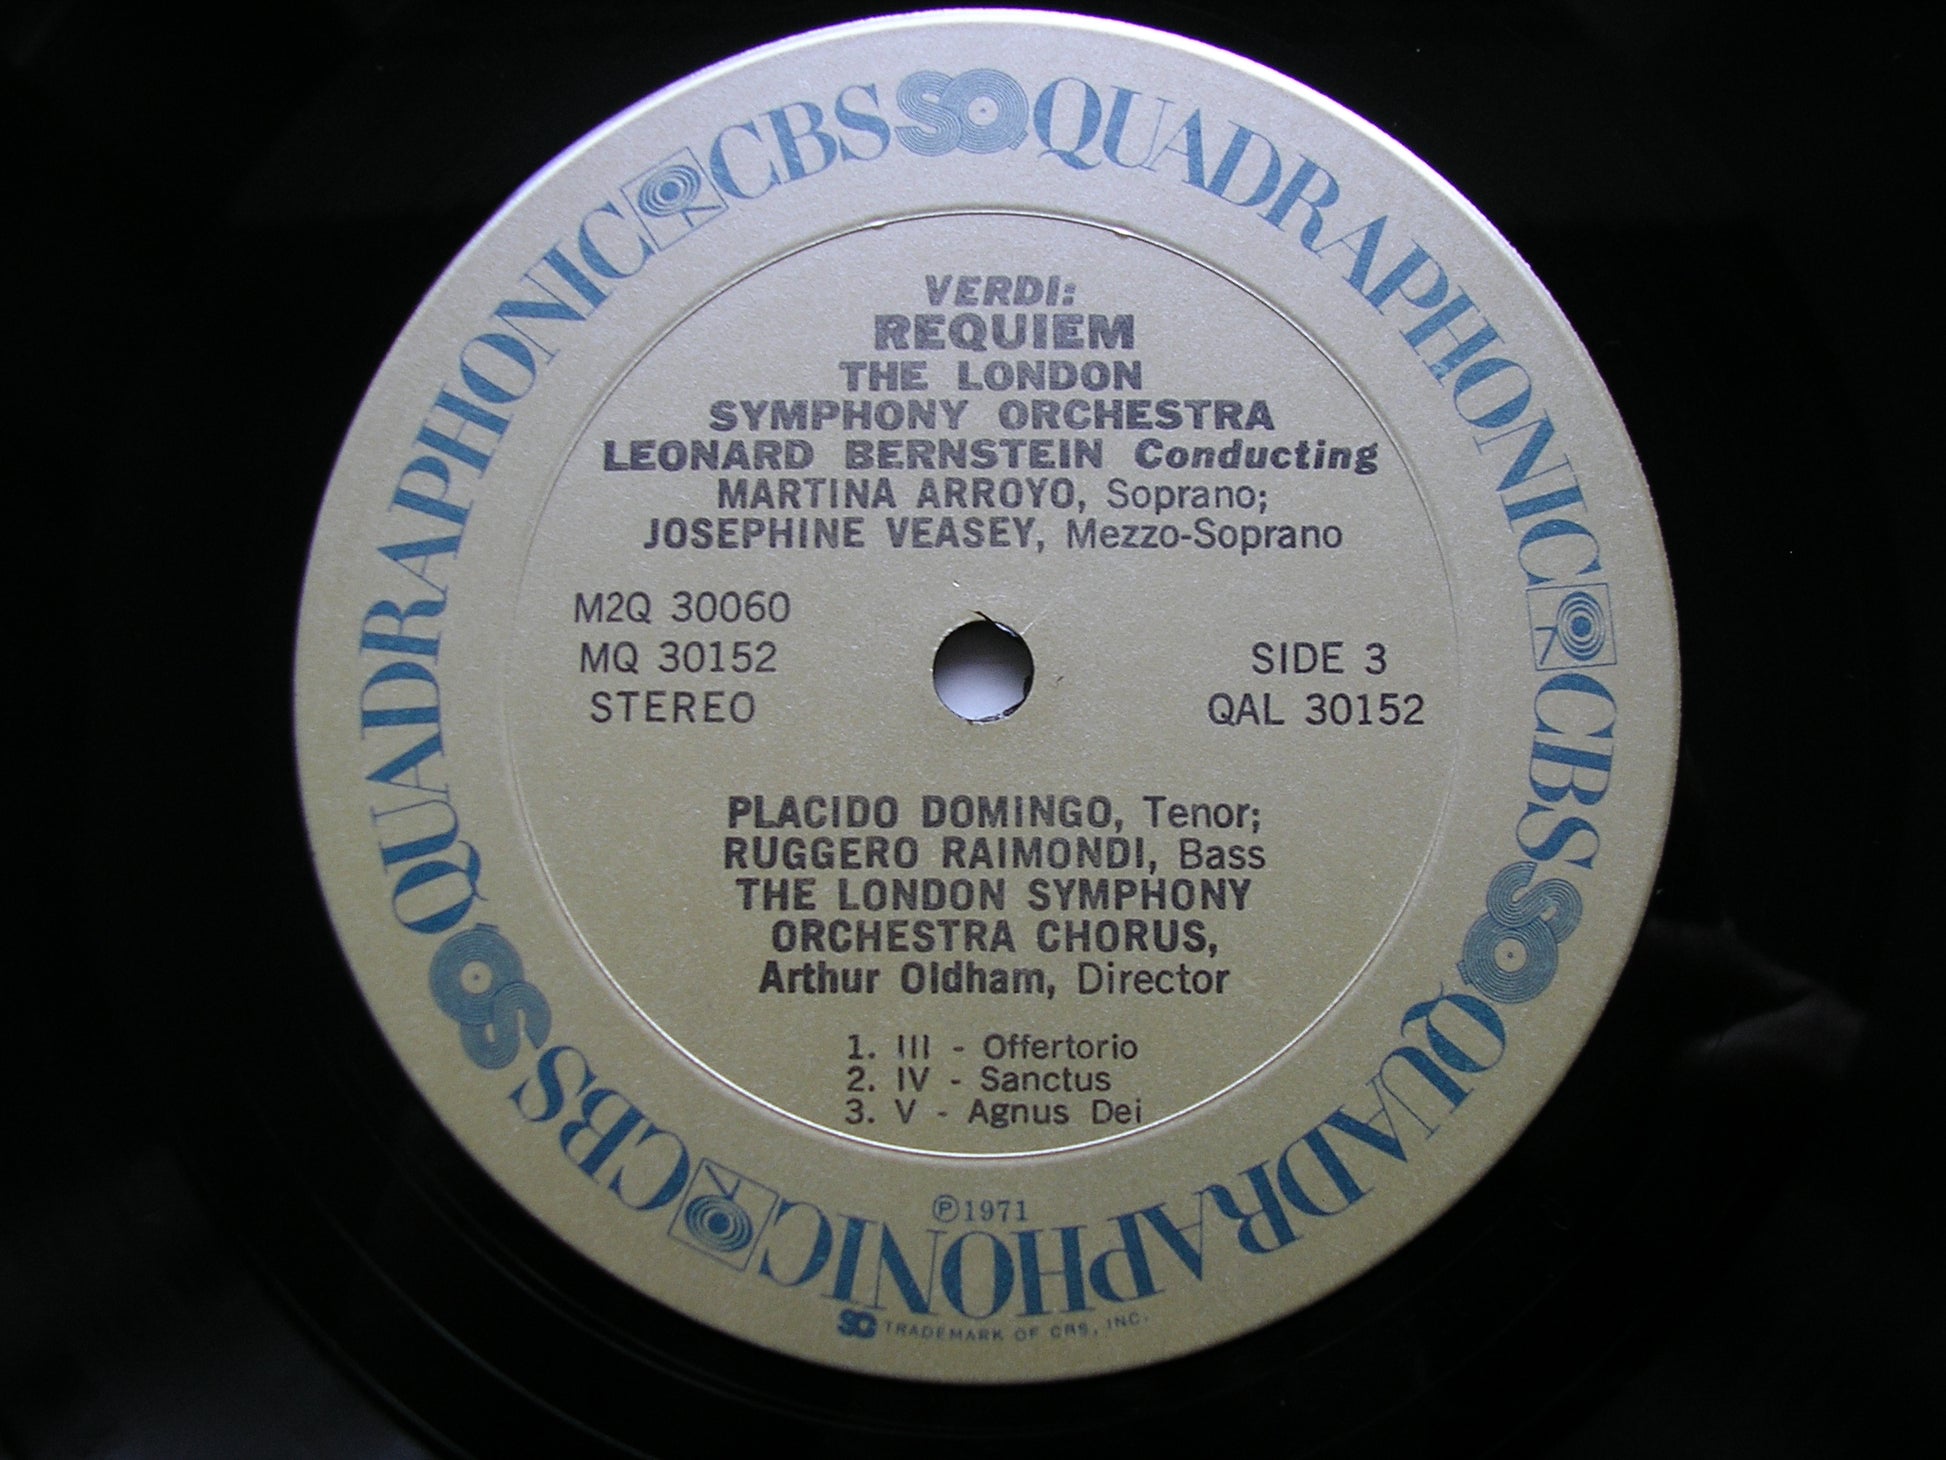 CBS SQ QUADRAPHONIC CBS SQ QUADRAPHONIC CBS SQ QUADRAPHONIC
VERDI:
REQUIEM
THE LONDON
SYMPHONY ORCHESTRA
LEONARD BERNSTEIN Conducting
MARTINA ARROYO, Soprano;
JOSEPHINE VEASEY, Mezzo-Soprano
M2Q 30060
MQ 30152
STEREO
SIDE 3
QAL 30152
PLACIDO DOMINGO, Tenor;
RUGGERO RAIMONDI, Bass
THE LONDON SYMPHONY
ORCHESTRA CHORUS,
Arthur Oldham, Director
1. III - Offertorio
2. IV - Sanctus
3. V - Agnus Dei
Ⓟ1971
SQ TRADEMARK OF CBS, INC.